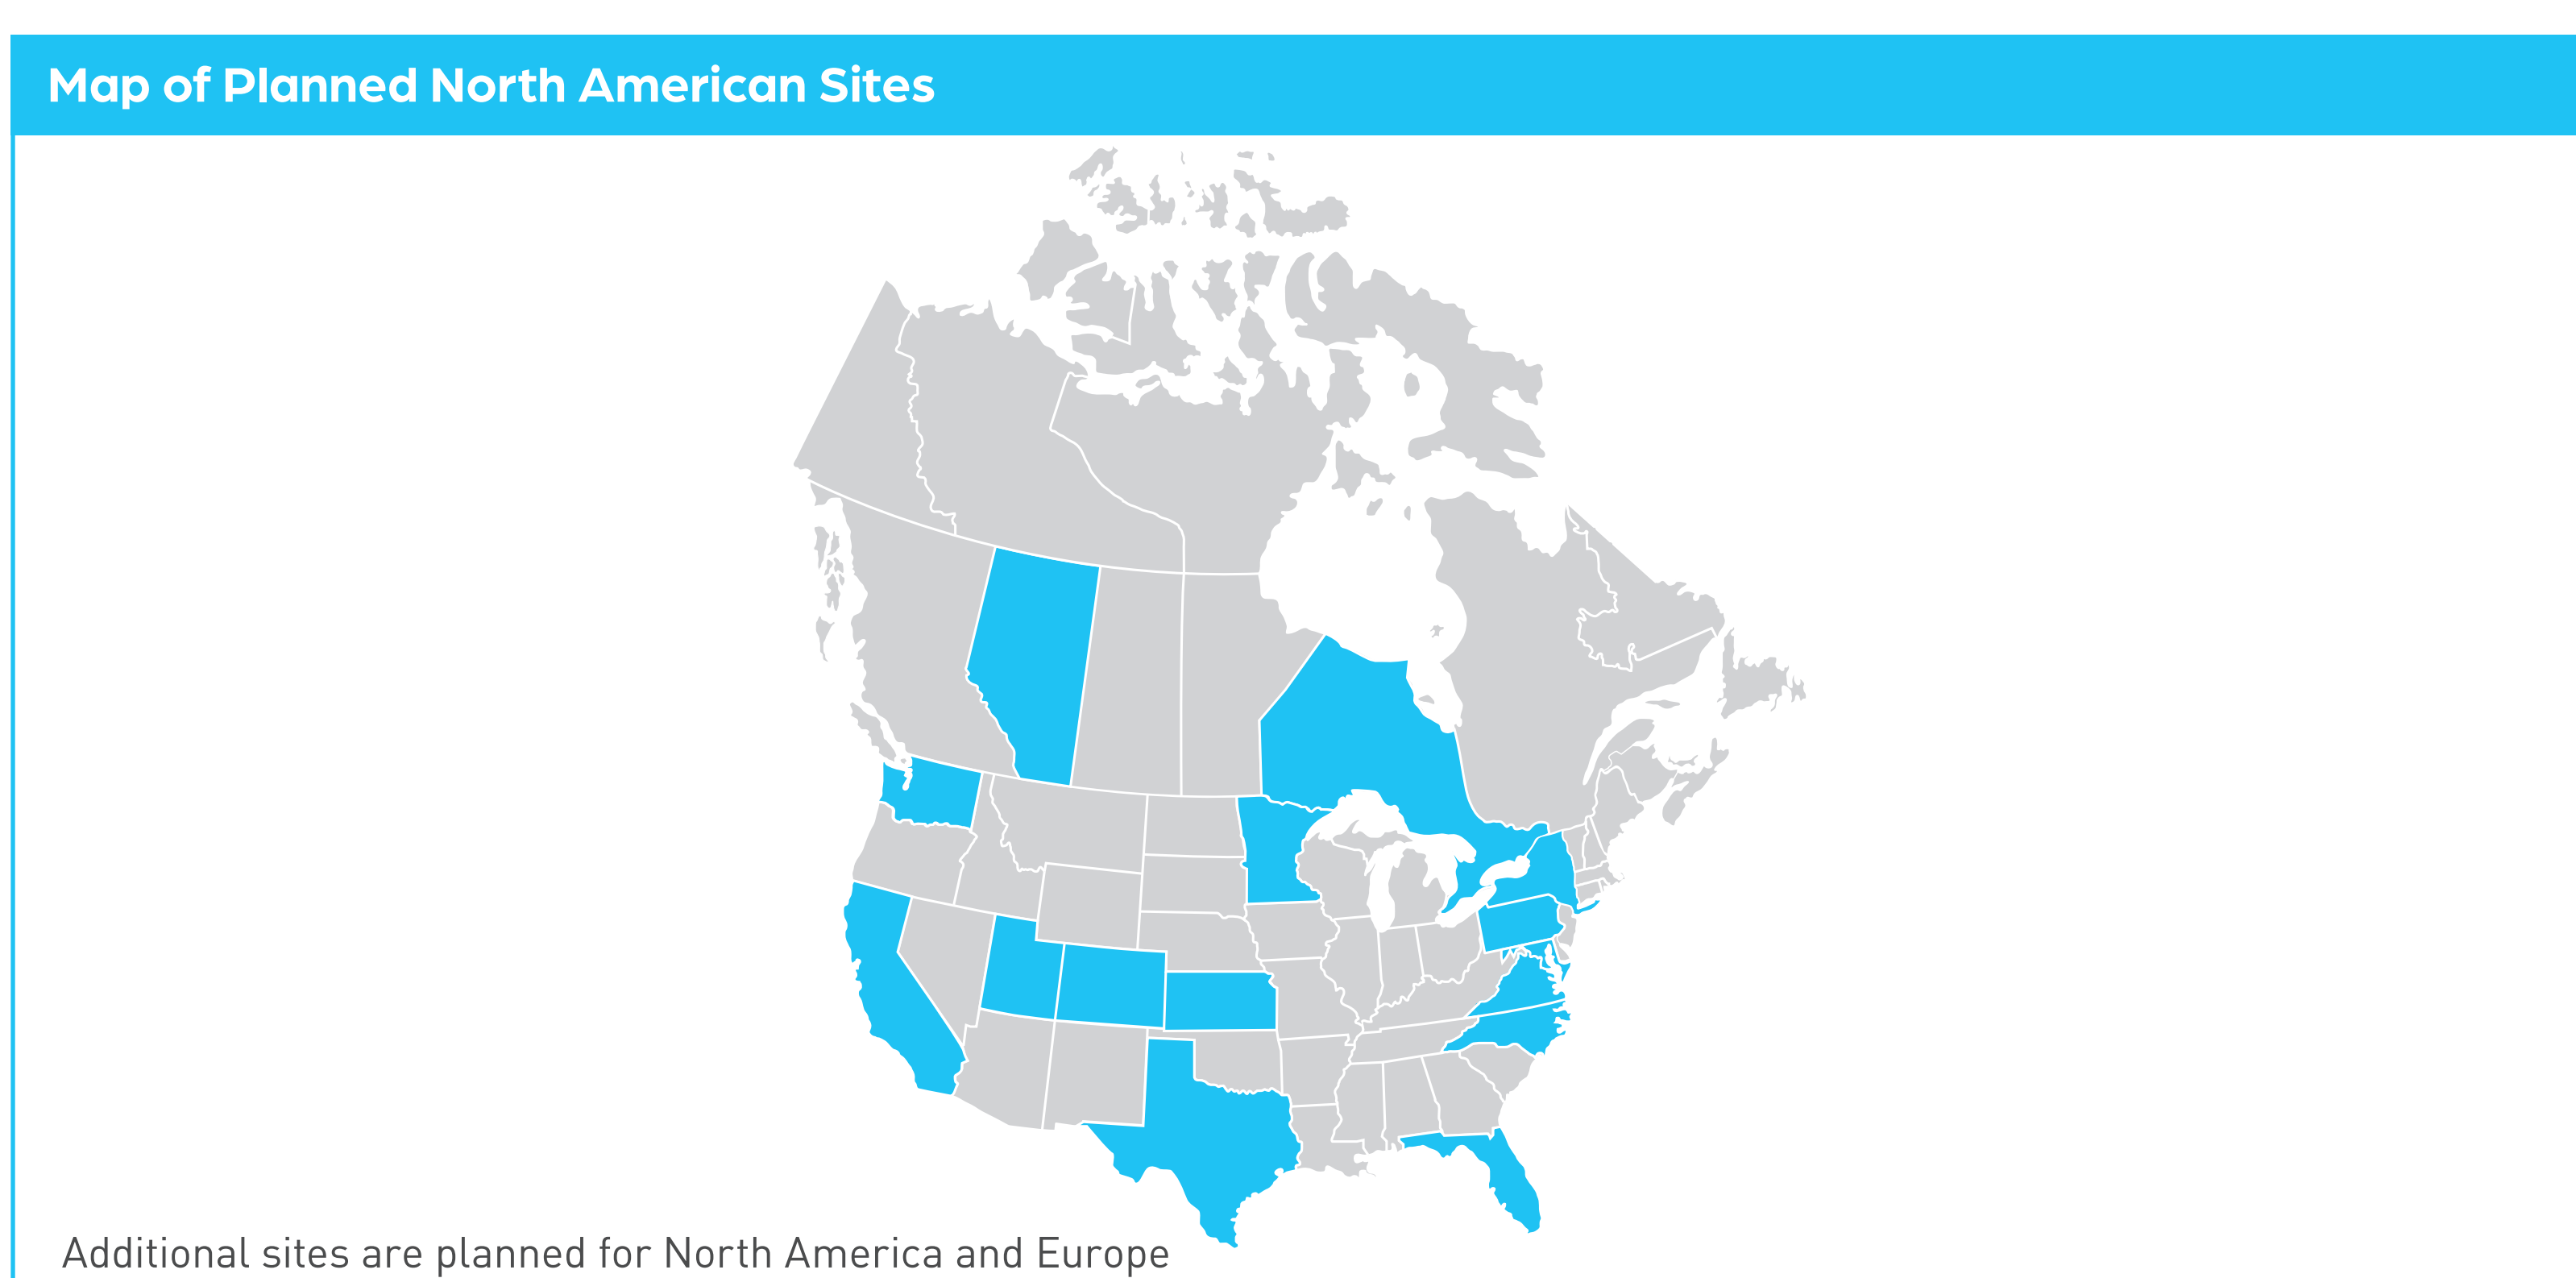 Map of Planned North American Sites
Additional sites are planned for North America and Europe